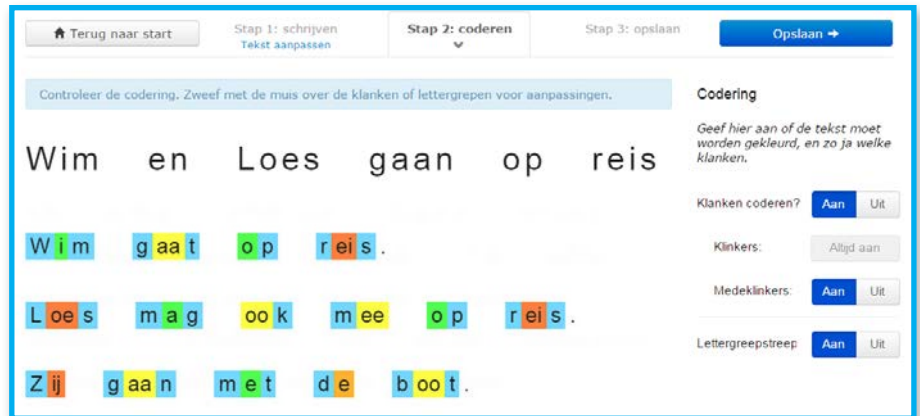 Terug naar start
Stap 1: schrijven
Tekst aanpassen
Stap 2: coderen
Stap 3: opslaan
Opslaan →
Controleer de codering. Zweef met de muis over de klanken of lettergrepen voor aanpassingen.
Wim en Loes gaan op reis
Wim gaat op reis.
Loes mag ook mee op reis.
Zij gaan met de boot.
Codering
Geef hier aan of de tekst moet
worden gekleurd, en zo ja welke
klanken.
Klanken coderen? Aan Uit
Klinkers: Altijd aan
Medeklinkers: Aan Uit
Lettergreepstreep Aan Uit